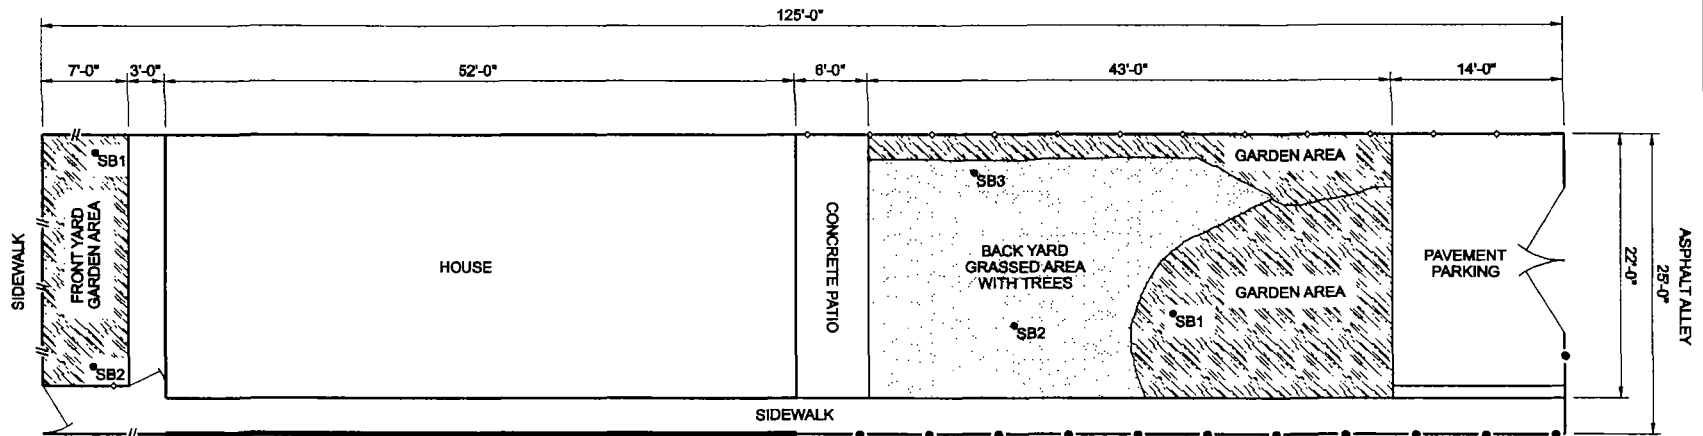 125'-0"
7'-0"
3'-0"
52'-0"
6'-0"
43'-0"
14'-0"
SB1
GARDEN AREA
SB3
SIDEWALK
FRONT YARD
GARDEN AREA
HOUSE
CONCRETE PATIO
BACK YARD
GRASSED AREA
WITH TREES
PAVEMENT
PARKING
22'-0"
25'-0"
ASPHALT ALLEY
GARDEN AREA
SB1
SB2
SB2
SIDEWALK